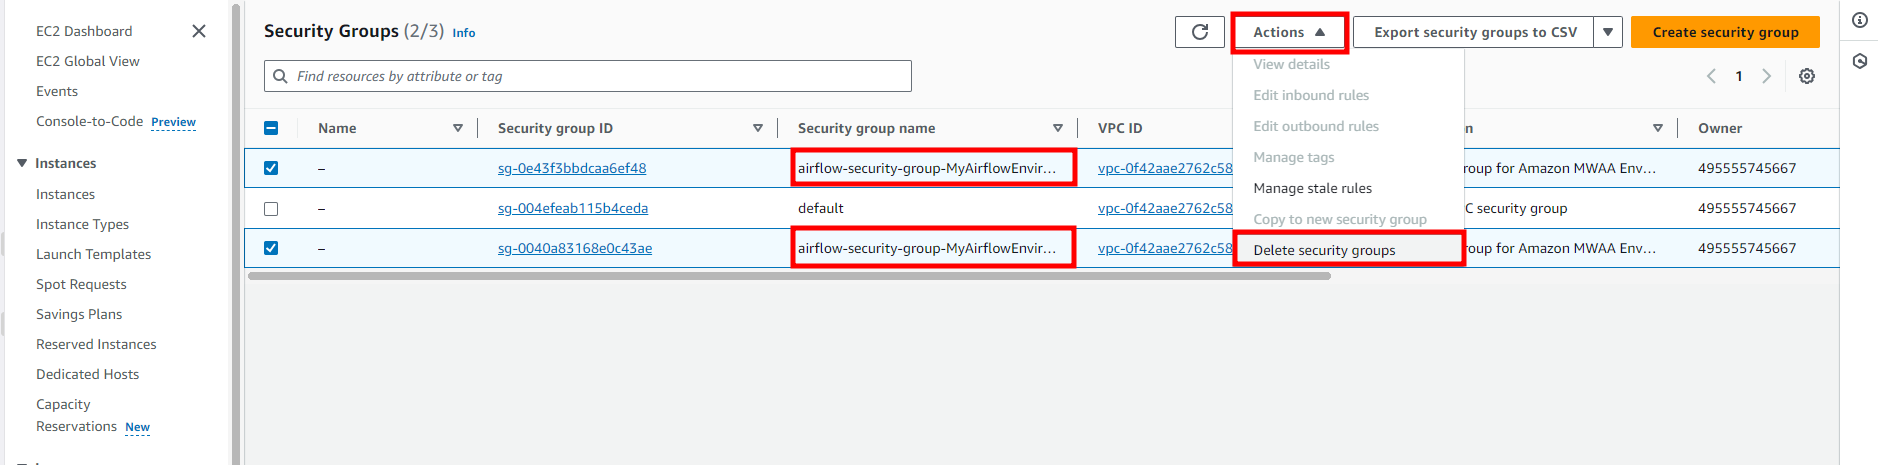 EC2 Dashboard
EC2 Global View
Events
Console-to-Code Preview
Instances
Instances
Instance Types
Launch Templates
Spot Requests
Savings Plans
Reserved Instances
Dedicated Hosts
Capacity
Reservations New
Security Groups (2/3) Info
Actions
Export security groups to CSV
Create security group
Find resources by attribute or tag
1
View details
Edit inbound rules
Edit outbound rules
Manage tags
Manage stale rules
Copy to new security group
Delete security groups
Name Security group ID Security group name VPC ID n Owner
– sg-0e43f3bbdcaa6ef48 airflow-security-group-MyAirflowEnvir... vpc-0f42aae2762c58 roup for Amazon MWAA Env... 495555745667
– sg-004efeab115b4ceda default vpc-0f42aae2762c58 C security group 495555745667
– sg-0040a83168e0c43ae airflow-security-group-MyAirflowEnvir... vpc-0f42aae2762c58 roup for Amazon MWAA Env... 495555745667